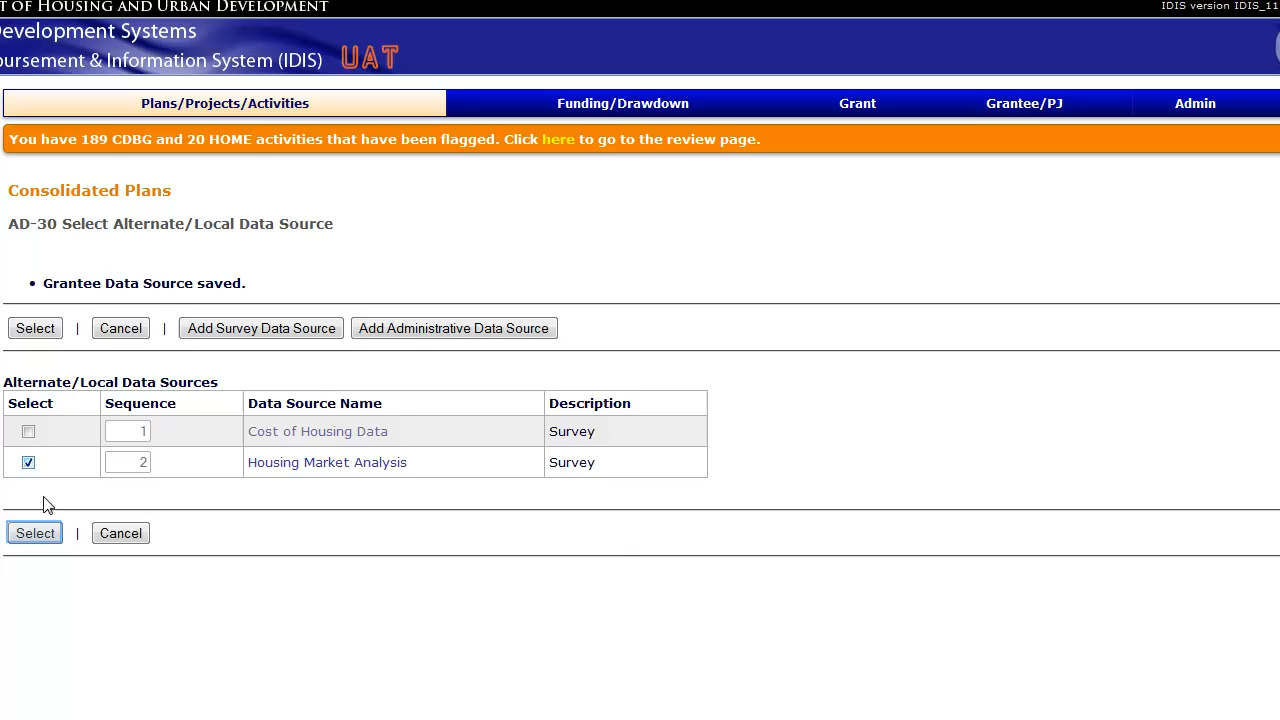 T OF HOUSING AND URBAN DEVELOPMENT
IDIS version IDIS_11
Development Systems
oursement & Information System (IDIS) UAT
Plans/Projects/Activities Funding/Drawdown Grant Grantee/PJ Admin
You have 189 CDBG and 20 HOME activities that have been flagged. Click here to go to the review page.
Consolidated Plans
AD-30 Select Alternate/Local Data Source
• Grantee Data Source saved.
Select | Cancel | Add Survey Data Source Add Administrative Data Source
Alternate/Local Data Sources
Select Sequence Data Source Name Description
1 Cost of Housing Data Survey
2 Housing Market Analysis Survey
Select | Cancel